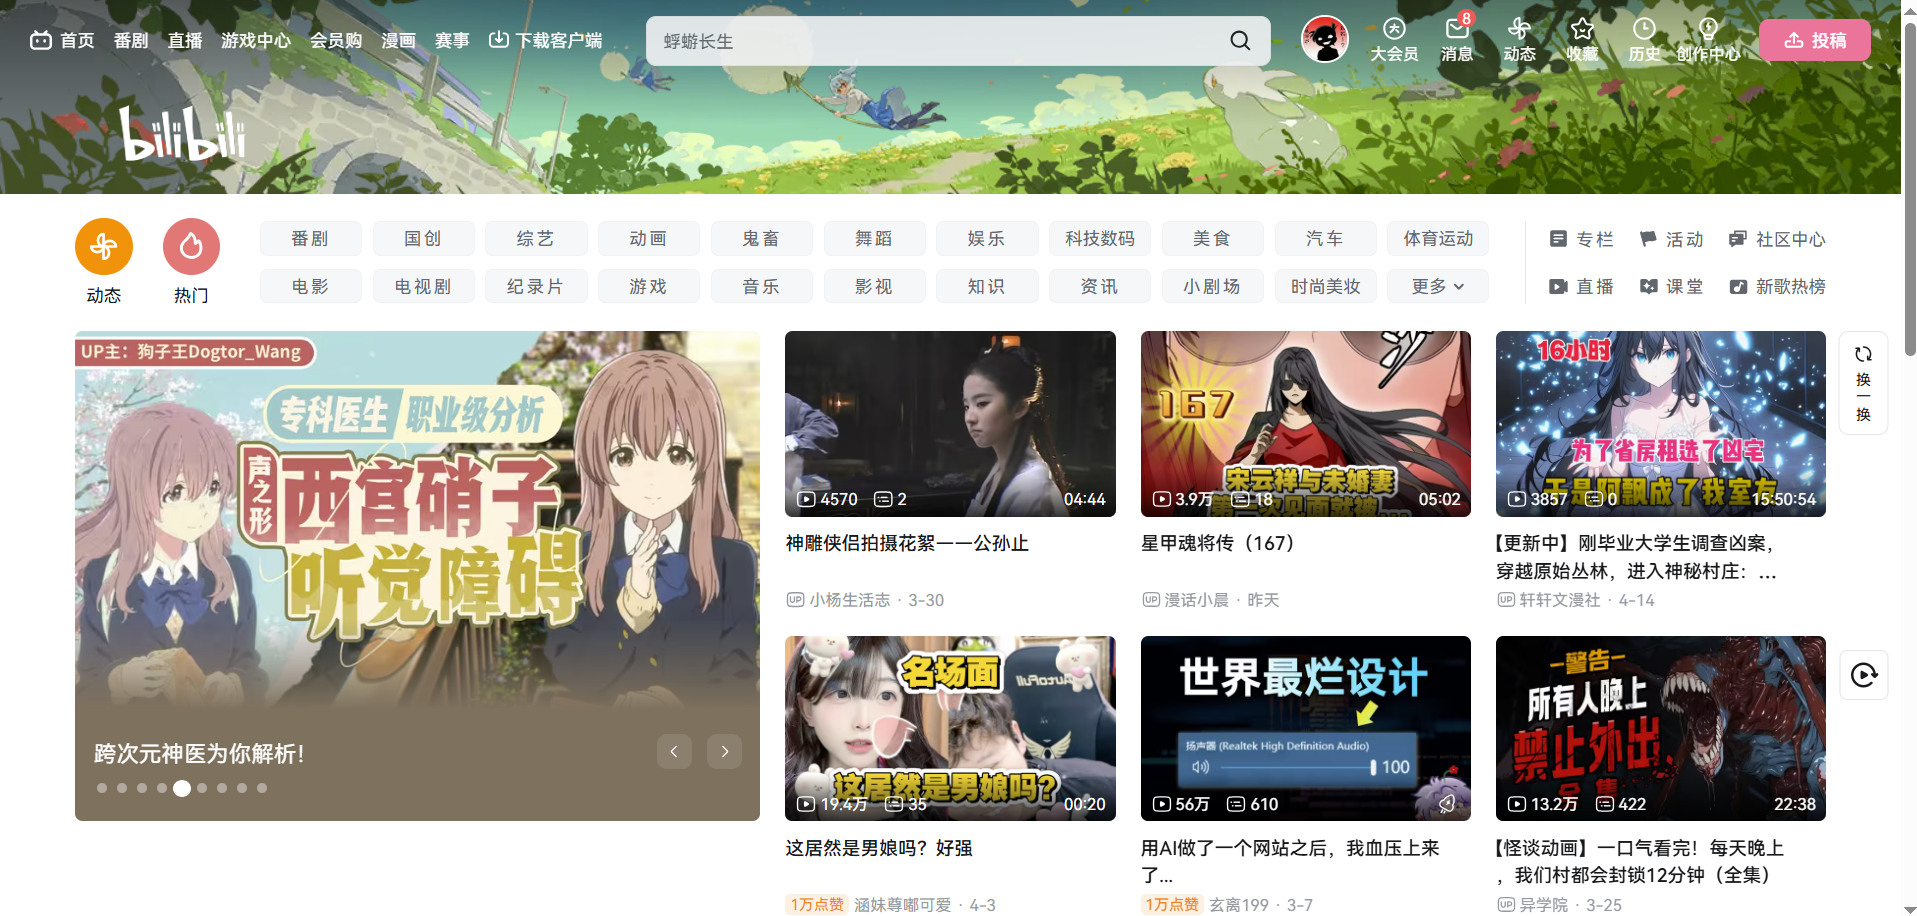 首页 番剧 直播 游戏中心 会员购 漫画 赛事 下载客户端
蜉蝣长生
大会员 消息 8 动态 收藏 历史 创作中心 投稿
bilibili
动态 热门
番剧 国创 综艺 动画 鬼畜 舞蹈 娱乐 科技数码 美食 汽车 体育运动
电影 电视剧 纪录片 游戏 音乐 影视 知识 资讯 小剧场 时尚美妆 更多
专栏 活动 社区中心
直播 课堂 新歌热榜
UP主：狗子王Dogtor_Wang
专科医生 职业级分析
声之形
西宫硝子
听觉障碍
跨次元神医为你解析！
4570 2 04:44
神雕侠侣拍摄花絮一一公孙止
UP 小杨生活志 · 3-30
沙
167
宋云祥与未婚妻
第一次见面就被...
3.9万 18 05:02
星甲魂将传（167）
UP 漫话小晨 · 昨天
16小时
为了省房租选了凶宅
于是阿飘成了我室友
3857 0 15:50:54
【更新中】刚毕业大学生调查凶案，
穿越原始丛林，进入神秘村庄：...
UP 轩轩文漫社 · 4-14
换一换
名场面
AutoFull
这居然是男娘吗？
19.4万 35 00:20
这居然是男娘吗？好强
1万点赞 涵妹尊嘟可爱 · 4-3
世界最烂设计
扬声器 (Realtek High Definition Audio)
100
56万 610
用AI做了一个网站之后，我血压上来
了...
1万点赞 玄离199 · 3-7
警告
所有人晚上
禁止外出
全集
13.2万 422 22:38
【怪谈动画】一口气看完！每天晚上
，我们村都会封锁12分钟（全集）
UP 异学院 · 3-25